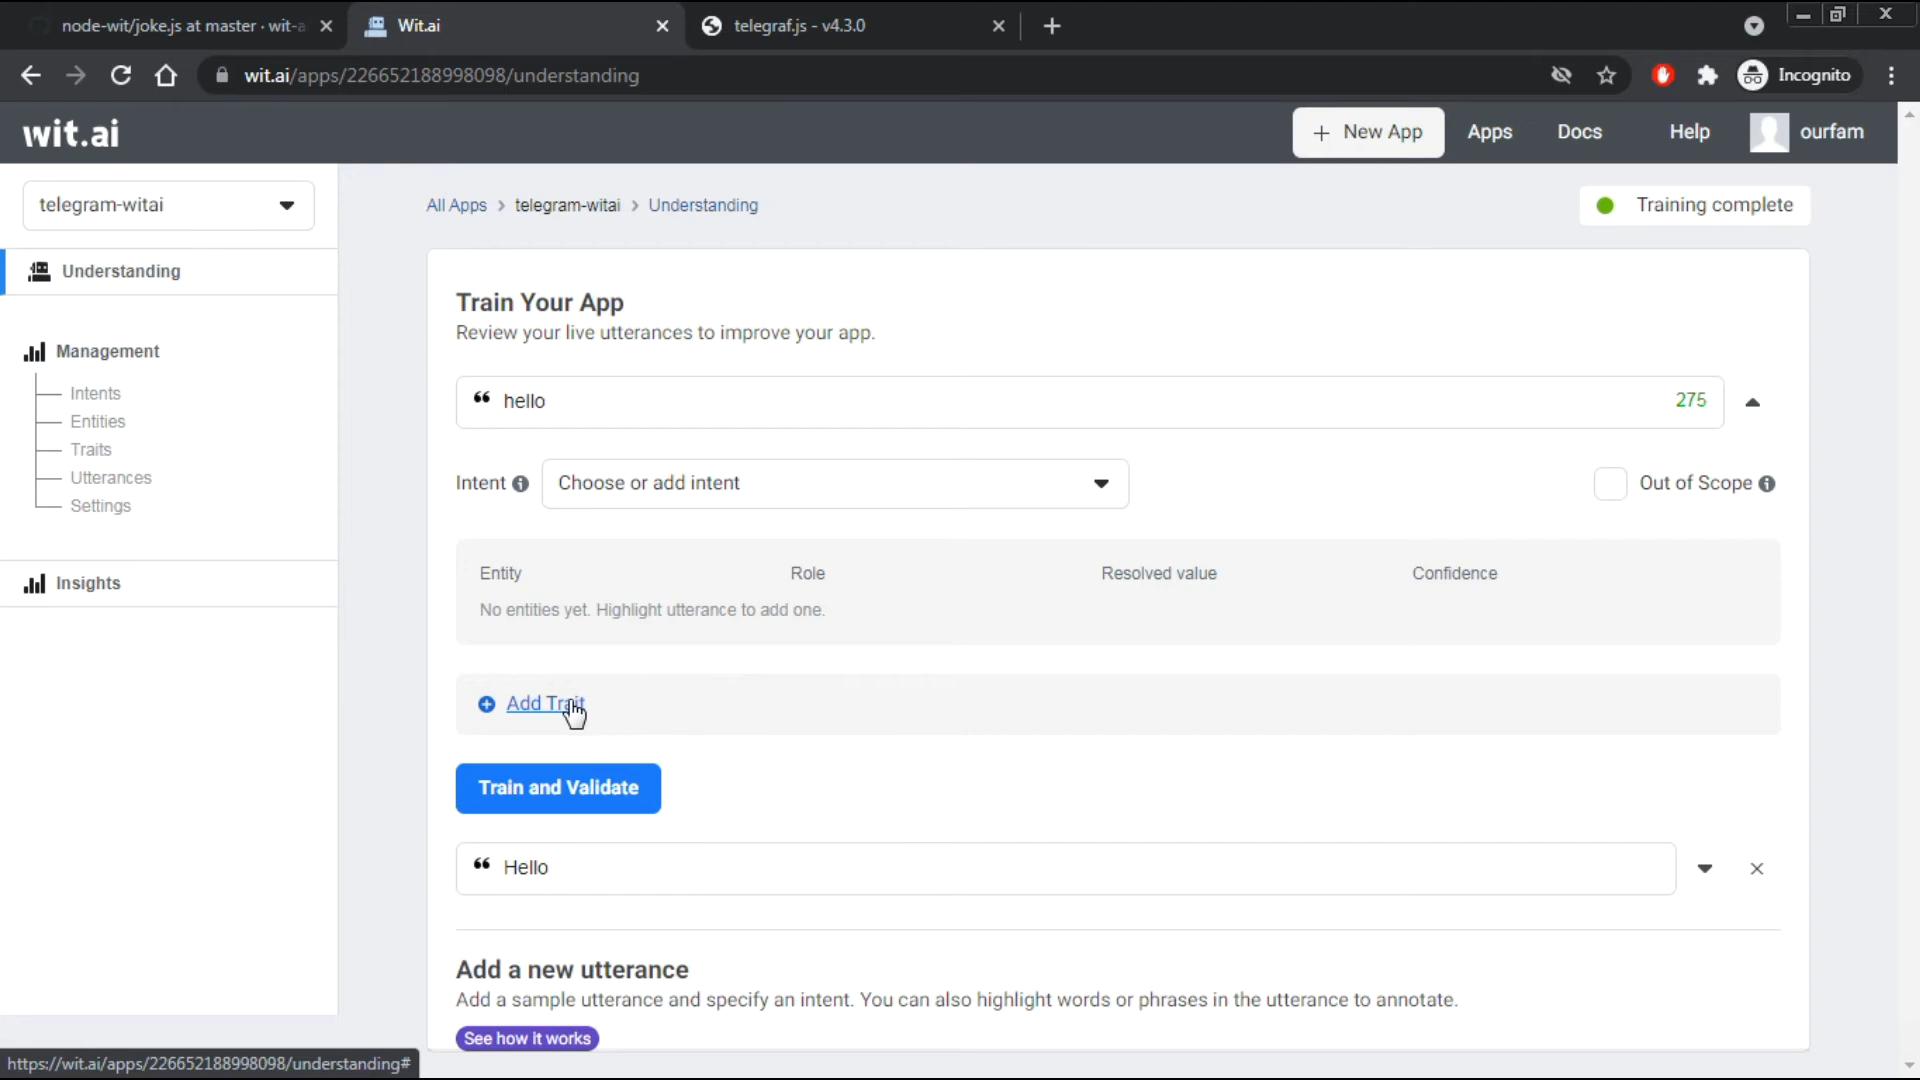 node-wit/joke.js at master · wit-a
Wit.ai
telegraf.js - v4.3.0
wit.ai/apps/226652188998098/understanding
Incognito
wit.ai
New App
Apps
Docs
Help
ourfam
telegram-witai
All Apps > telegram-witai > Understanding
Training complete
Understanding
Management
Intents
Entities
Traits
Utterances
Settings
Insights
Train Your App
Review your live utterances to improve your app.
“ hello
275
Intent
Choose or add intent
Out of Scope
Entity Role Resolved value Confidence
No entities yet. Highlight utterance to add one.
Add Trait
Train and Validate
“ Hello
Add a new utterance
Add a sample utterance and specify an intent. You can also highlight words or phrases in the utterance to annotate.
See how it works
https://wit.ai/apps/226652188998098/understanding#